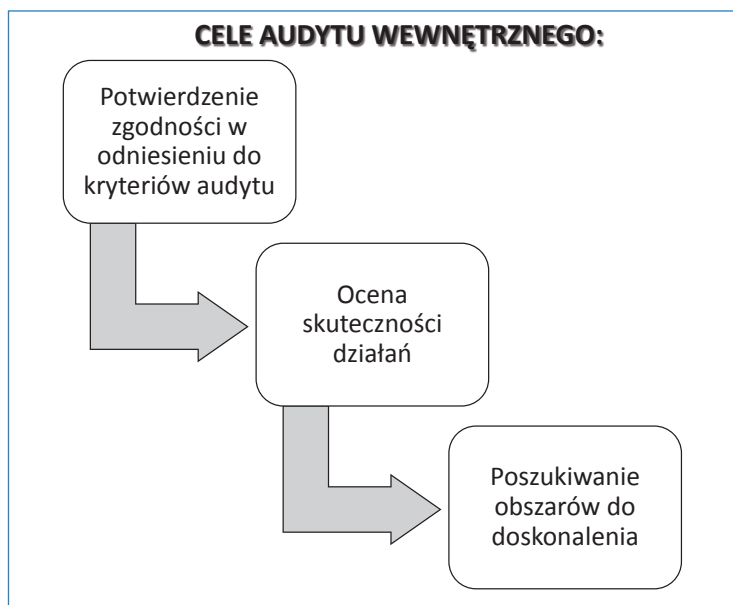 CELE AUDYTU WEWNĘTRZNEGO:
Potwierdzenie
zgodności w
odniesieniu do
kryteriów audytu
Ocena
skuteczności
działań
Poszukiwanie
obszarów do
doskonalenia